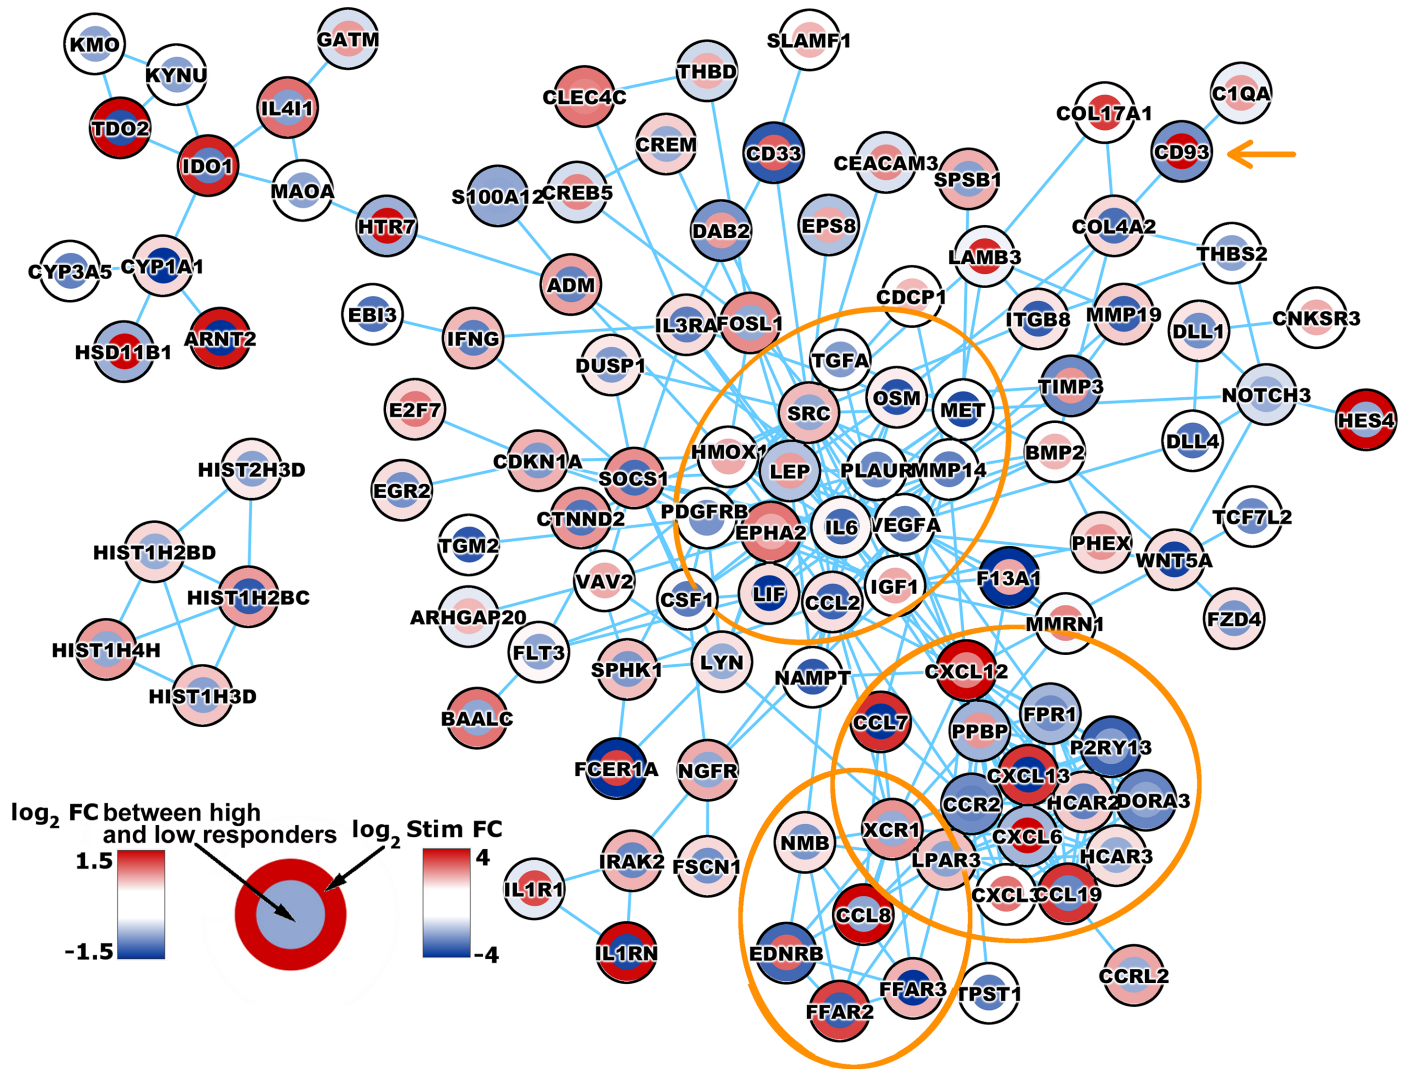 KMO
KYNU
GATM
IL4I1
TDO2
IDO1
MAOA
HTR7
CYP3A5
CYP1A1
HSD11B1
ARNT2
SLAMF1
THBD
CLEC4C
CREM
CD33
S100A12
CREB5
DAB2
EPS8
CEACAM3
SPSB1
COL17A1
C1QA
CD93
COL4A2
THBS2
LAMB3
ADM
EBI3
IFNG
IL3RA
FOSL1
CDCP1
ITGB8
MMP19
DLL1
CNKSR3
DUSP1
TGFA
OSM
MET
TIMP3
NOTCH3
HES4
E2F7
SRC
DLL4
EGR2
CDKN1A
SOCS1
HMOX1
LEP
PLAUR
MMP14
BMP2
CTNND2
PDGFRB
EPHA2
IL6
VEGFA
TGM2
PHEX
WNT5A
TCF7L2
FZD4
VAV2
CSF1
LIF
CCL2
IGF1
F13A1
MMRN1
ARHGAP20
FLT3
SPHK1
LYN
NAMPT
CXCL12
BAALC
FCER1A
NGFR
CCL7
PPBP
FPR1
P2RY13
CXCL13
CCR2
HCAR2
ADORA3
CXCL6
HCAR3
XCR1
LPAR3
NMB
CXCL3
CCL19
CCL8
EDNRB
FFAR2
FFAR3
TPST1
CCRL2
IRAK2
FSCN1
IL1R1
IL1RN
HIST2H3D
HIST1H2BD
HIST1H2BC
HIST1H4H
HIST1H3D
log2 FC between high
and low responders
log2 Stim FC
1.5
-1.5
4
-4